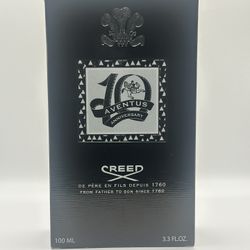 10
AVENTUS
ANNIVERSARY
CREED
DE PÈRE EN FILS DEPUIS 1760
FROM FATHER TO SON SINCE 1760
100 ML 3.3 FL.OZ.